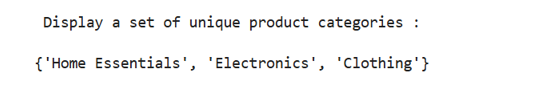 Display a set of unique product categories :
{'Home Essentials', 'Electronics', 'Clothing'}